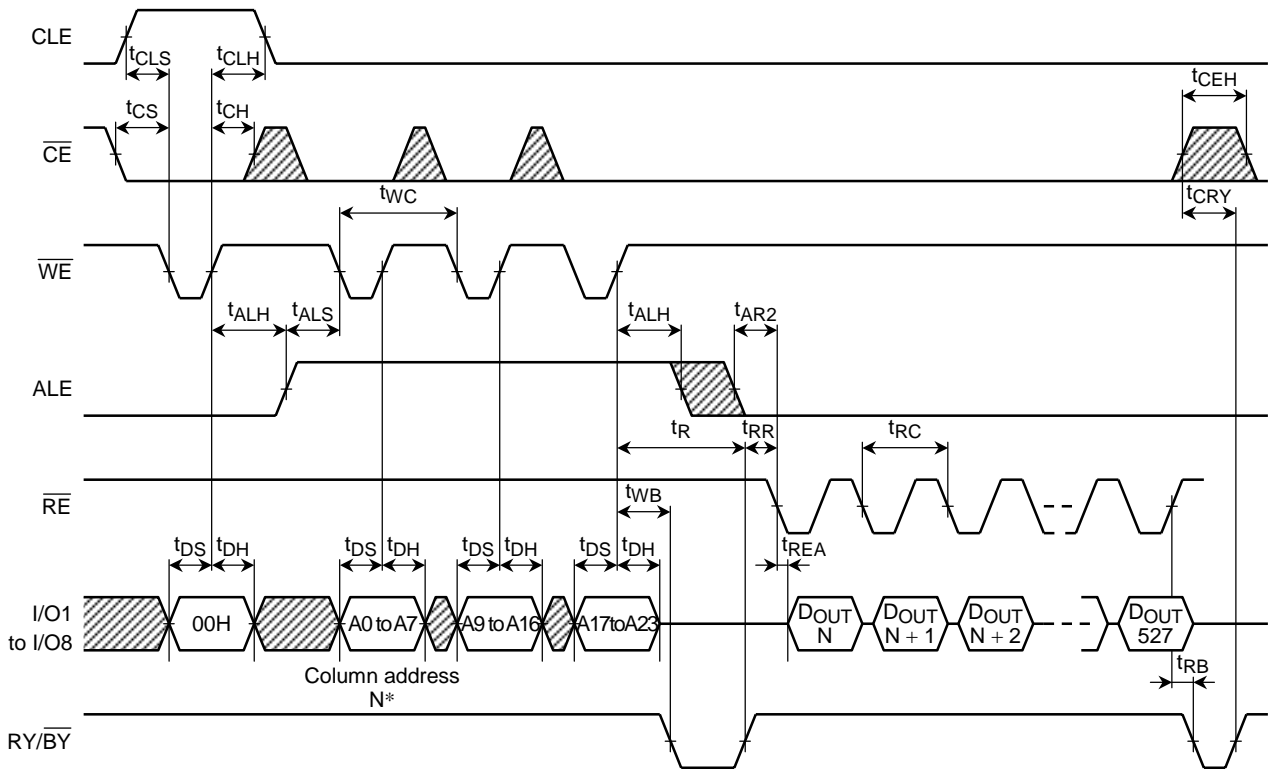 CLE
tCLS
tCLH
tCEH
tCS
tCH
CE
tWC
tCRY
WE
tALH
tALS
tALH
tAR2
ALE
tR
tRR
tRC
RE
tWB
tREA
tDS
tDH
tDS
tDH
tDS
tDH
tDS
tDH
I/O1
to I/O8
00H
A0 to A7
A9 to A16
A17 to A23
DOUT
N
DOUT
N + 1
DOUT
N + 2
DOUT
527
Column address
N*
tRB
RY/BY